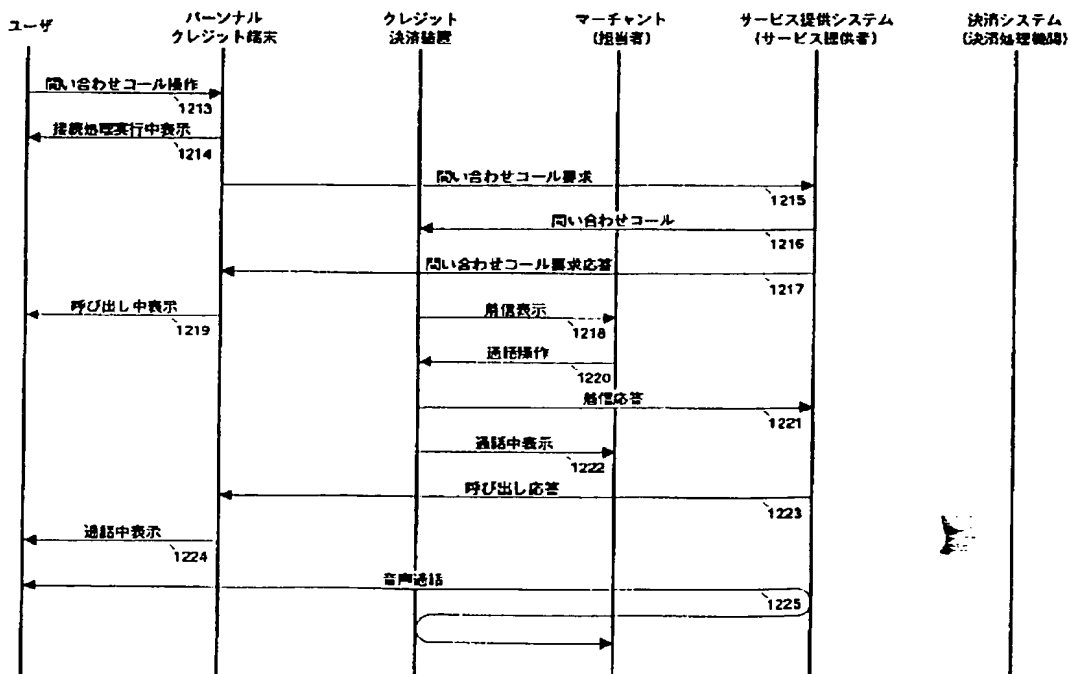 ユーザ
パーソナル
クレジット端末
クレジット
決済装置
マーチャント
(担当者)
サービス提供システム
(サービス提供者)
決済システム
(決済処理機関)
問い合わせコール操作
1213
接続処理実行中表示
1214
問い合わせコール要求
1215
問い合わせコール
1216
問い合わせコール要求応答
1217
呼び出し中表示
1219
着信表示
1218
通話操作
1220
着信応答
1221
通話中表示
1222
呼び出し応答
1223
通話中表示
1224
音声通話
1225